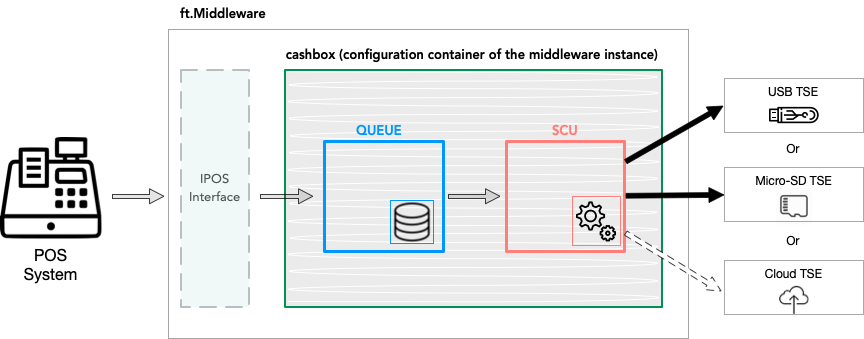 ft.Middleware
cashbox (configuration container of the middleware instance)
POS
System
IPOS
Interface
QUEUE
SCU
USB TSE
Or
Micro-SD TSE
Or
Cloud TSE